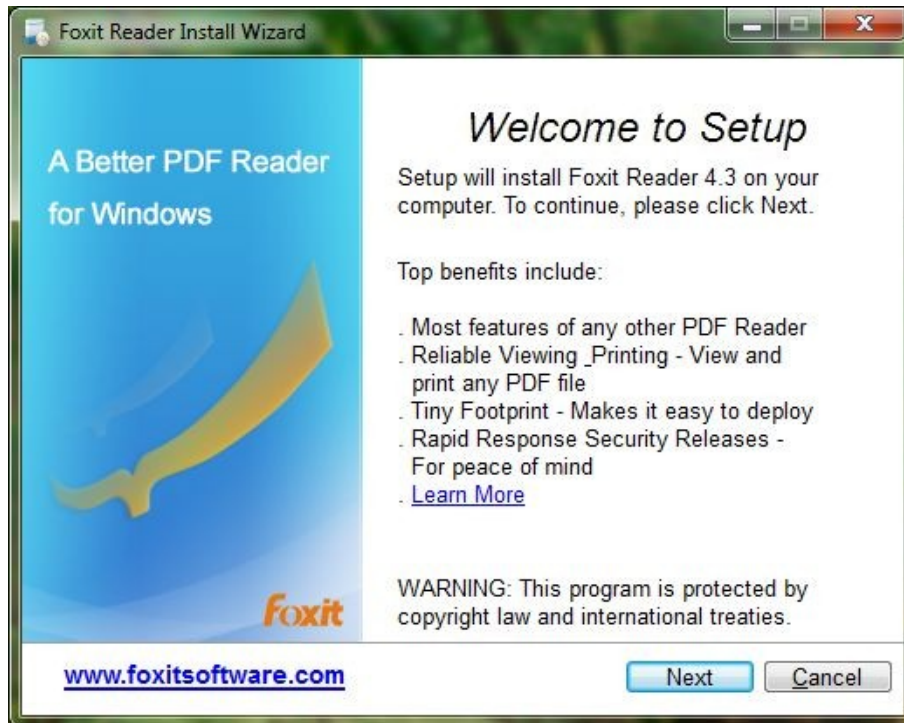 Foxit Reader Install Wizard
A Better PDF Reader
for Windows
Foxit
Welcome to Setup
Setup will install Foxit Reader 4.3 on your
computer. To continue, please click Next.
Top benefits include:
. Most features of any other PDF Reader
. Reliable Viewing _Printing - View and
print any PDF file
. Tiny Footprint - Makes it easy to deploy
. Rapid Response Security Releases -
For peace of mind
. Learn More
WARNING: This program is protected by
copyright law and international treaties.
www.foxitsoftware.com
Next
Cancel